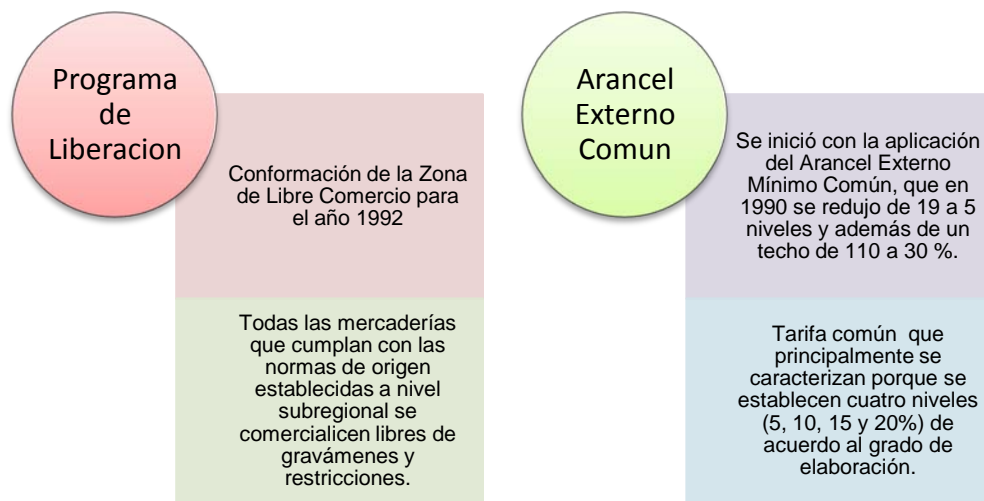 Programa
de
Liberacion
Conformación de la Zona
de Libre Comercio para
el año 1992
Todas las mercaderías
que cumplan con las
normas de origen
establecidas a nivel
subregional se
comercialicen libres de
gravámenes y
restricciones.
Arancel
Externo
Comun
Se inició con la aplicación
del Arancel Externo
Mínimo Común, que en
1990 se redujo de 19 a 5
niveles y además de un
techo de 110 a 30 %.
Tarifa común que
principalmente se
caracterizan porque se
establecen cuatro niveles
(5, 10, 15 y 20%) de
acuerdo al grado de
elaboración.